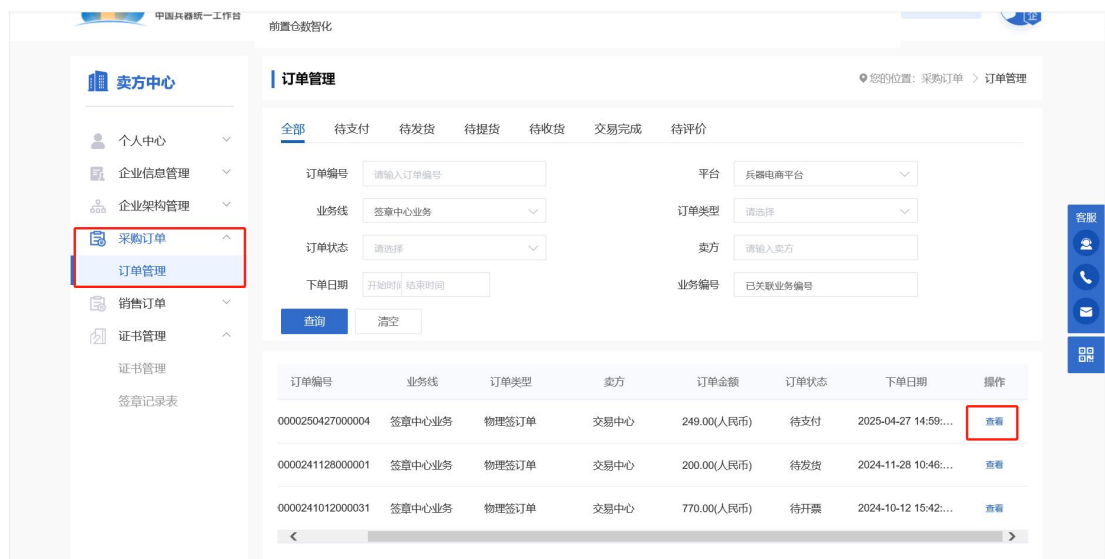 中国兵器统一工作台
前置仓数智化
企
卖方中心
个人中心
企业信息管理
企业架构管理
采购订单
订单管理
销售订单
证书管理
证书管理
签章记录表
订单管理
您的位置: 采购订单 > 订单管理
全部 待支付 待发货 待提货 待收货 交易完成 待评价
订单编号 请输入订单编号 平台 兵器电商平台
业务线 签章中心业务 订单类型 请选择
订单状态 请选择 卖方 请输入卖方
下单日期 开始时间 结束时间 业务编号 已关联业务编号
查询 清空
订单编号 业务线 订单类型 卖方 订单金额 订单状态 下单日期 操作
0000250427000004 签章中心业务 物理签订单 交易中心 249.00(人民币) 待支付 2025-04-27 14:59:... 查看
0000241128000001 签章中心业务 物理签订单 交易中心 200.00(人民币) 待发货 2024-11-28 10:46:... 查看
0000241012000031 签章中心业务 物理签订单 交易中心 770.00(人民币) 待开票 2024-10-12 15:42:... 查看
客服